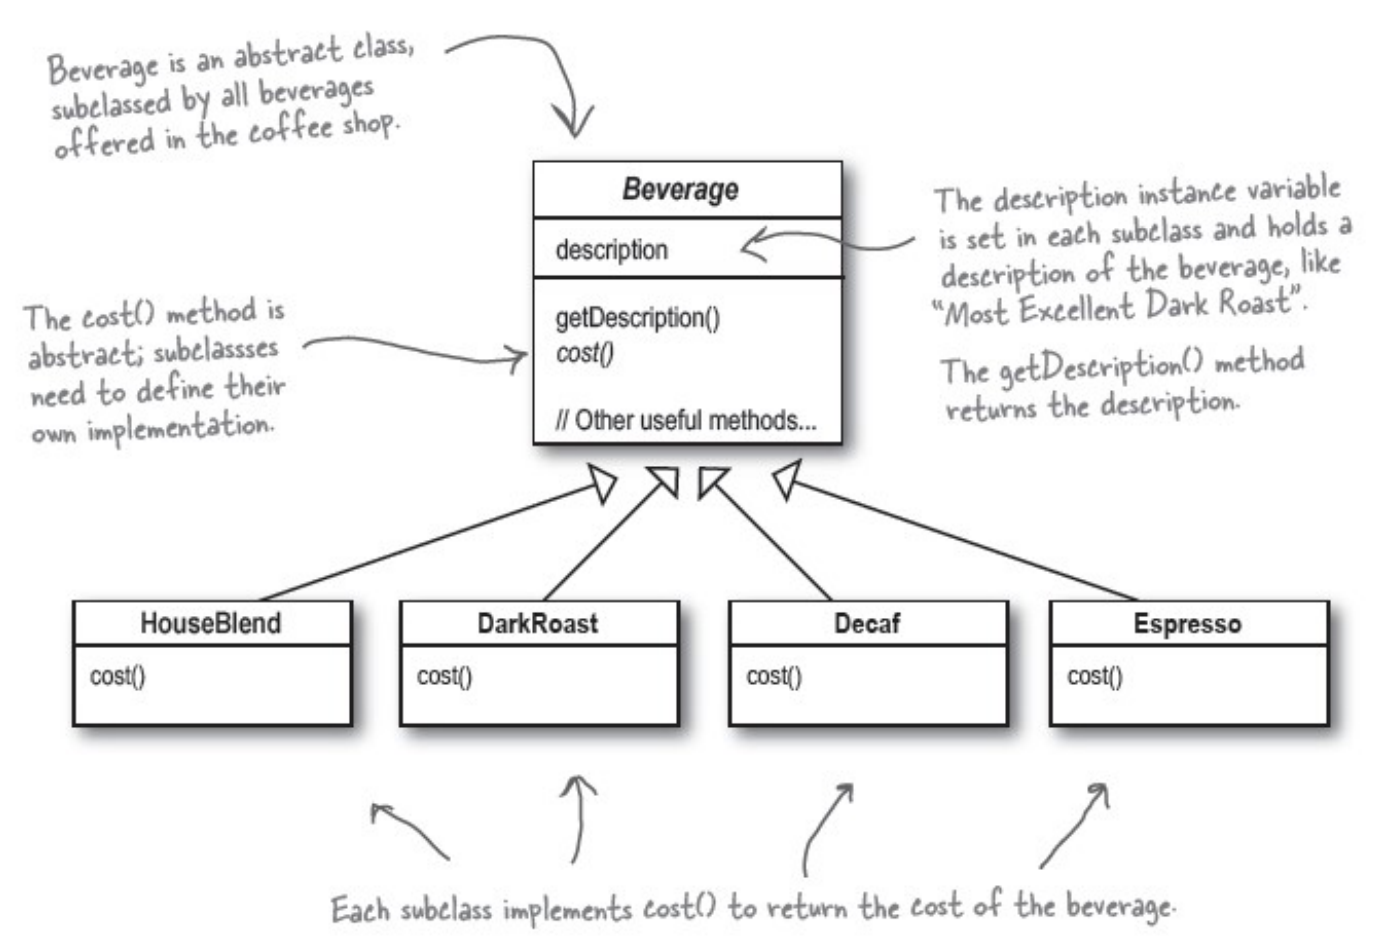 Beverage is an abstract class,
subclassed by all beverages
offered in the coffee shop.
Beverage
description
getDescription()
cost()
// Other useful methods...
The description instance variable
is set in each subclass and holds a
description of the beverage, like
“Most Excellent Dark Roast”.
The getDescription() method
returns the description.
The cost() method is
abstract; subclassses
need to define their
own implementation.
HouseBlend
cost()
DarkRoast
cost()
Decaf
cost()
Espresso
cost()
Each subclass implements cost() to return the cost of the beverage.